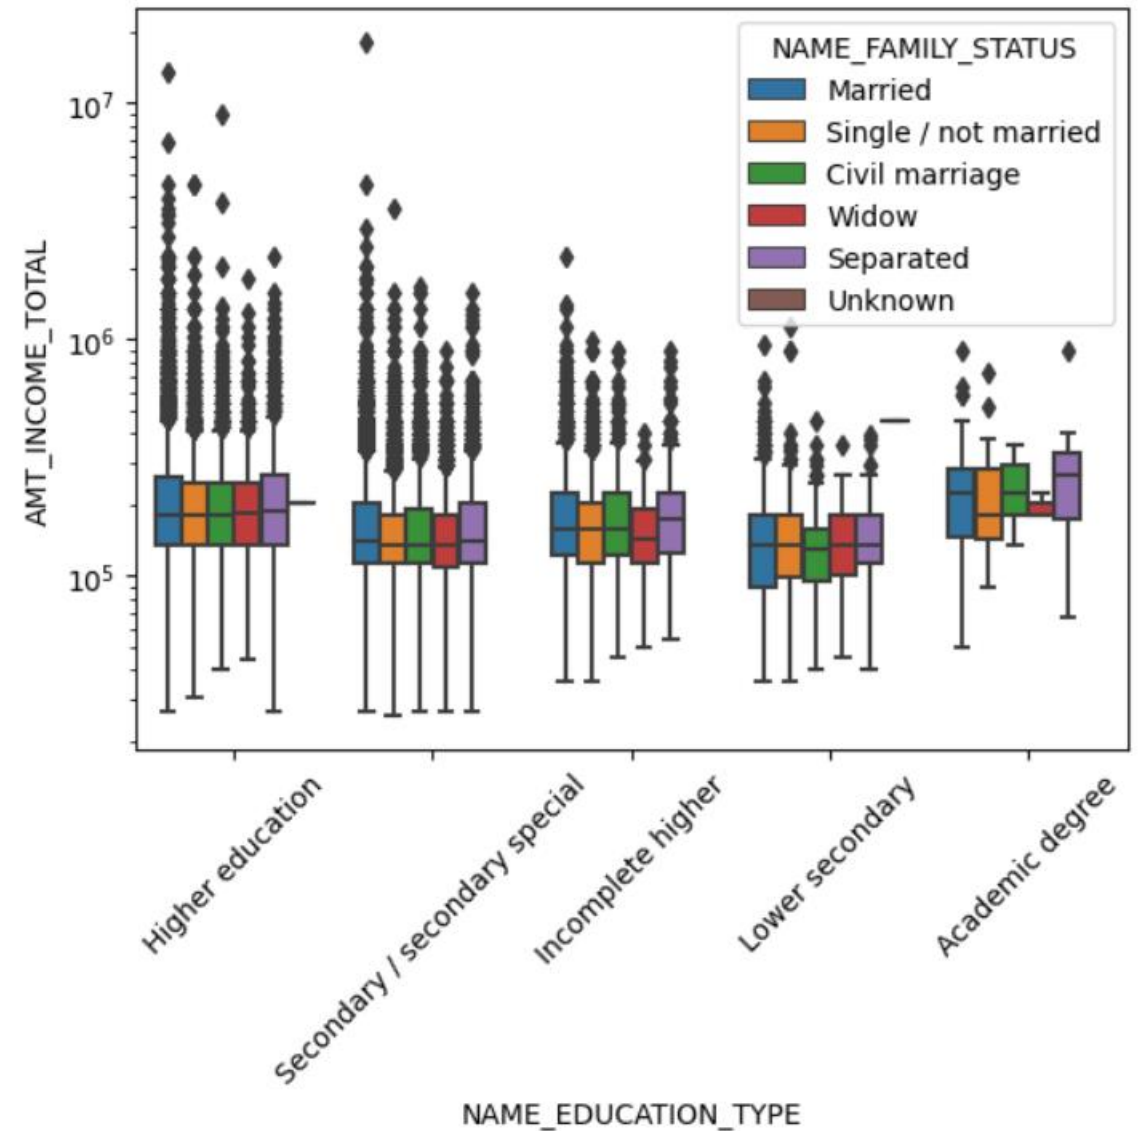 NAME_FAMILY_STATUS
Married
Single / not married
Civil marriage
Widow
Separated
Unknown
10⁷
10⁶
10⁵
AMT_INCOME_TOTAL
Higher education
Secondary / secondary special
Incomplete higher
Lower secondary
Academic degree
NAME_EDUCATION_TYPE